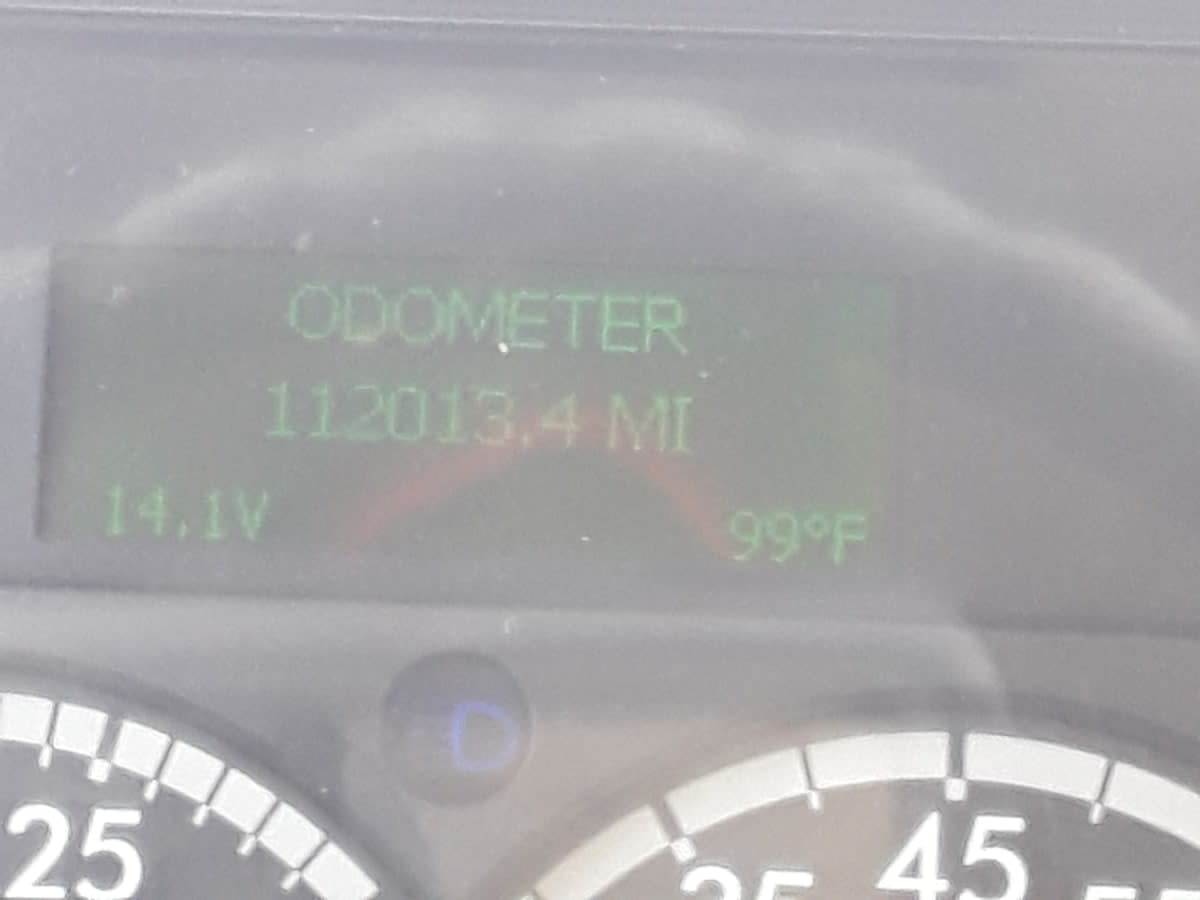 ODOMETER
112013.4 MI
14.1V
99°F
25
45